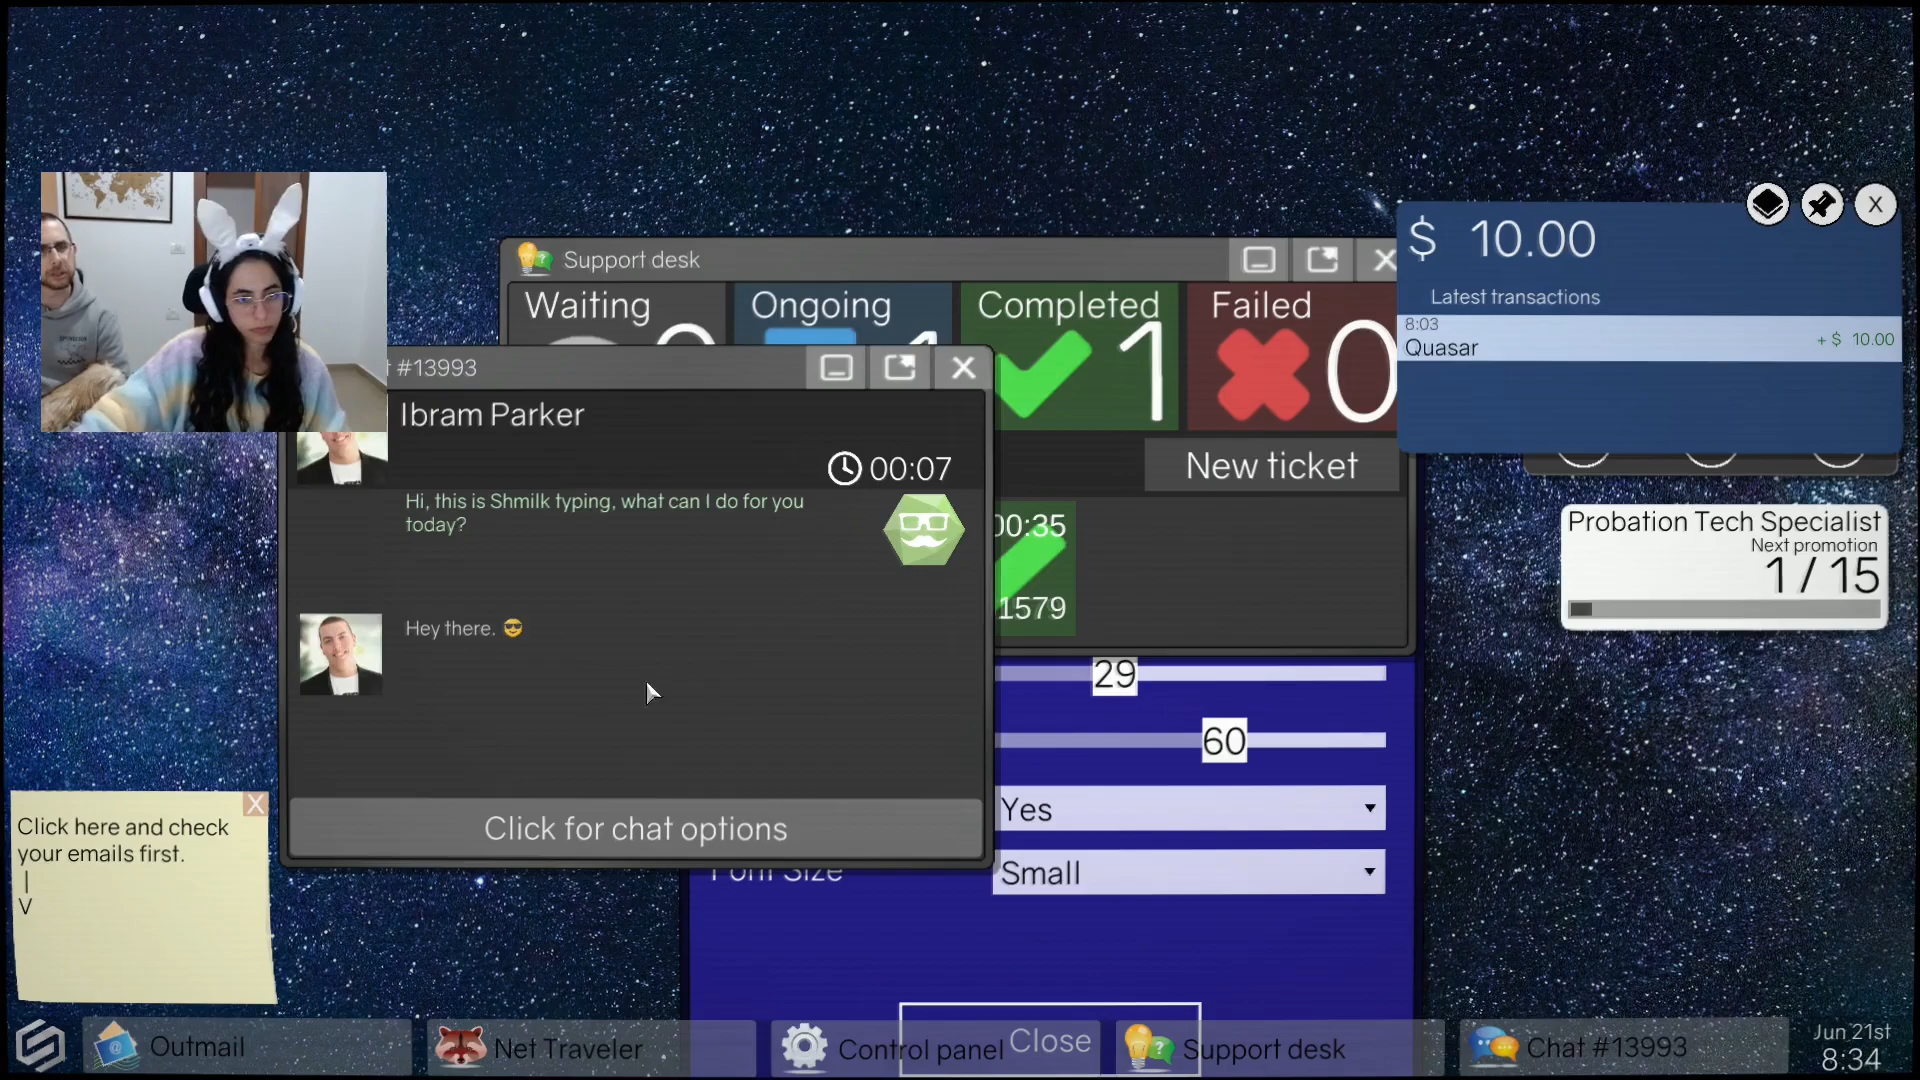 Support desk
Waiting
Ongoing
Completed
Failed
1
0
New ticket
00:35
1579
#13993
Ibram Parker
00:07
Hi, this is Shmilk typing, what can I do for you
today?
Hey there. 😎
Click for chat options
$ 10.00
Latest transactions
8:03
Quasar
+ $ 10.00
X
Probation Tech Specialist
Next promotion
1 / 15
29
60
Yes
Font Size
Small
Close
X
Click here and check
your emails first.
|
V
Outmail
Net Traveler
Control panel
Support desk
Chat #13993
Jun 21st
8:34